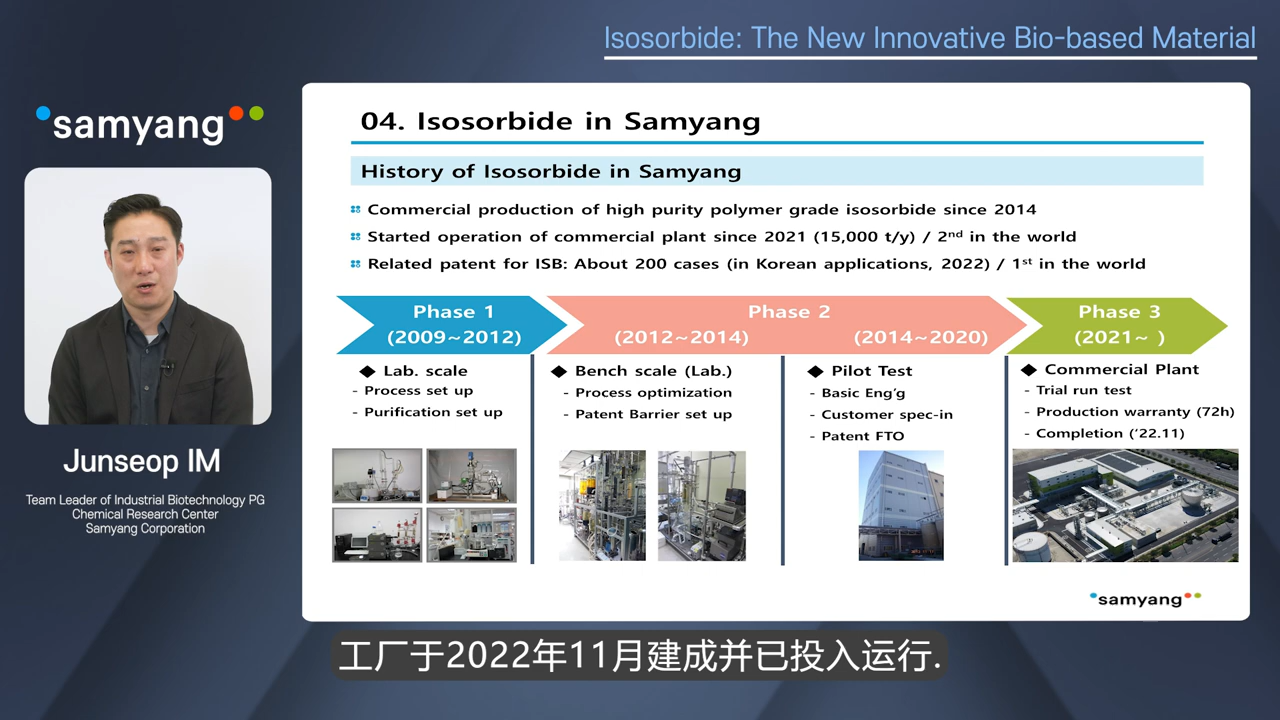 Isosorbide: The New Innovative Bio-based Material
samyang
Junseop IM
Team Leader of Industrial Biotechnology PG
Chemical Research Center
Samyang Corporation
04. Isosorbide in Samyang
History of Isosorbide in Samyang
Commercial production of high purity polymer grade isosorbide since 2014
Started operation of commercial plant since 2021 (15,000 t/y) / 2nd in the world
Related patent for ISB: About 200 cases (in Korean applications, 2022) / 1st in the world
Phase 1
(2009~2012)
Phase 2
(2012~2014) (2014~2020)
Phase 3
(2021~ )
◆ Lab. scale
- Process set up
- Purification set up
◆ Bench scale (Lab.)
- Process optimization
- Patent Barrier set up
◆ Pilot Test
- Basic Eng'g
- Customer spec-in
- Patent FTO
◆ Commercial Plant
- Trial run test
- Production warranty (72h)
- Completion ('22.11)
samyang
工厂于2022年11月建成并已投入运行.